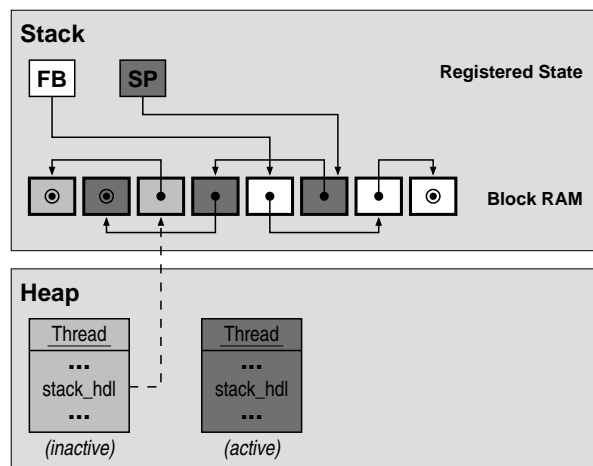 Stack
FB SP Registered State
Block RAM
Heap
Thread Thread
... ...
stack_hdl stack_hdl
... ...
(inactive) (active)